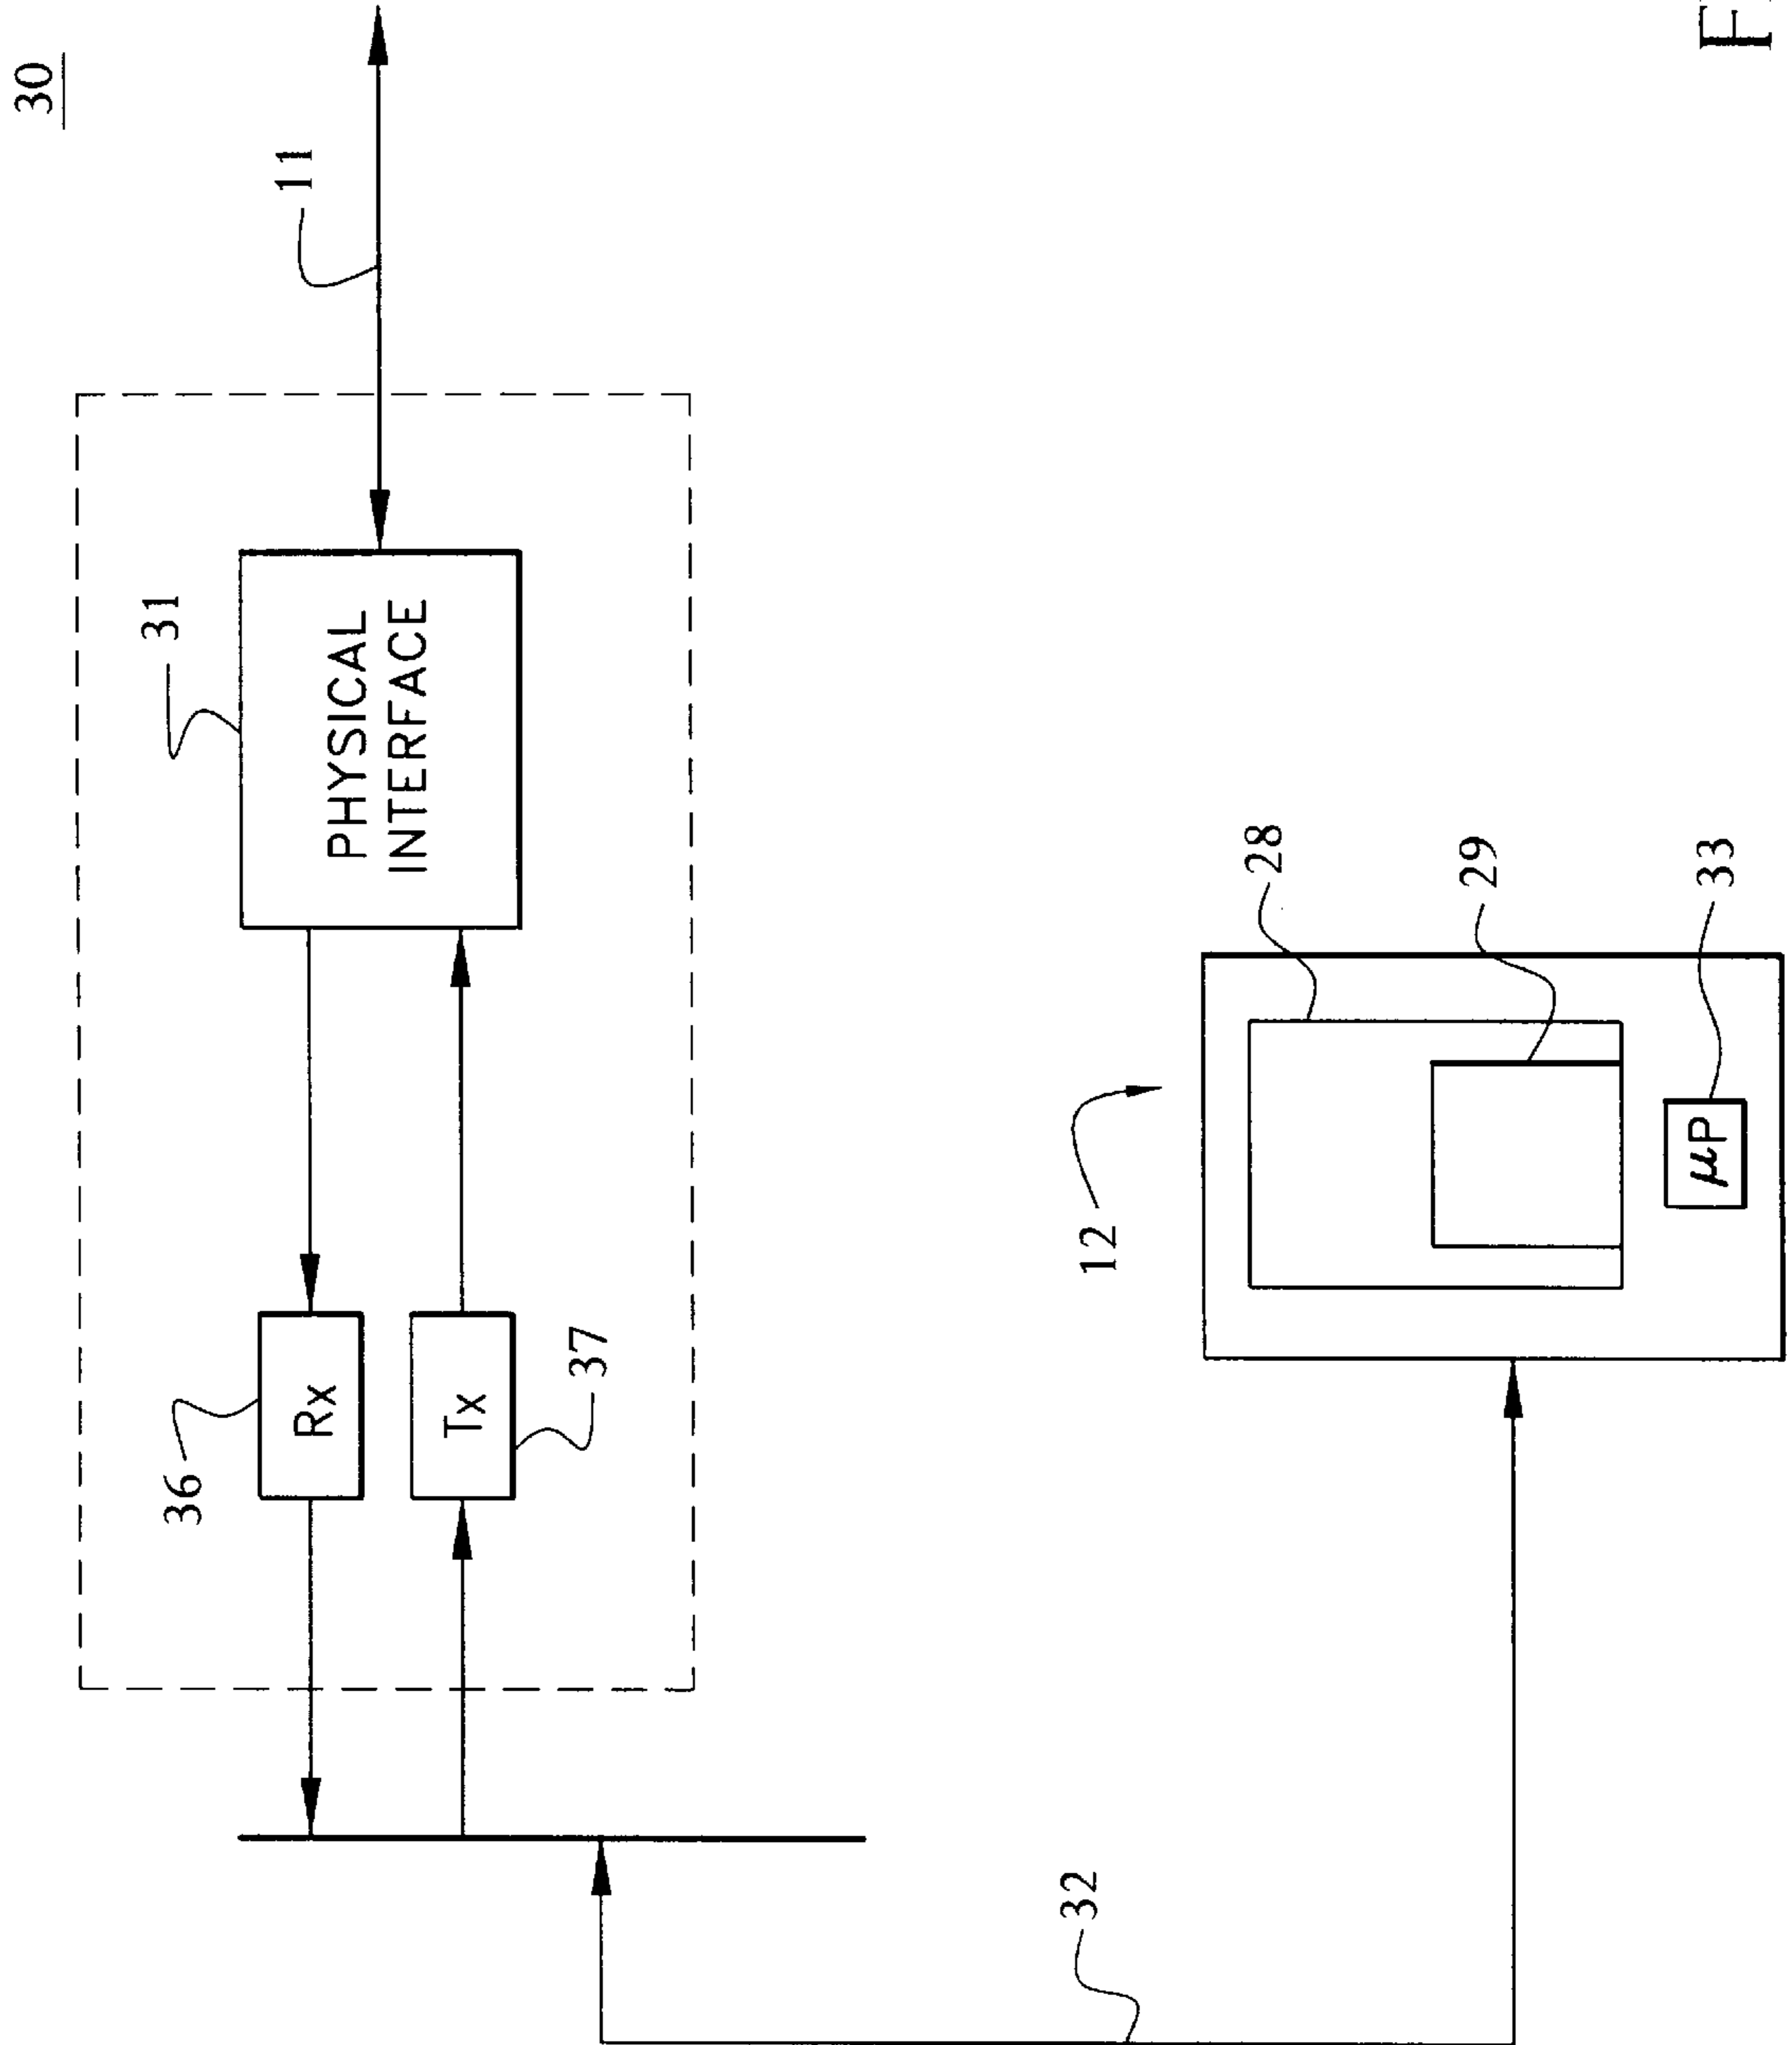 30
31
36
11
Rx
PHYSICAL
INTERFACE
Tx
37
32
12
28
29
μP
33